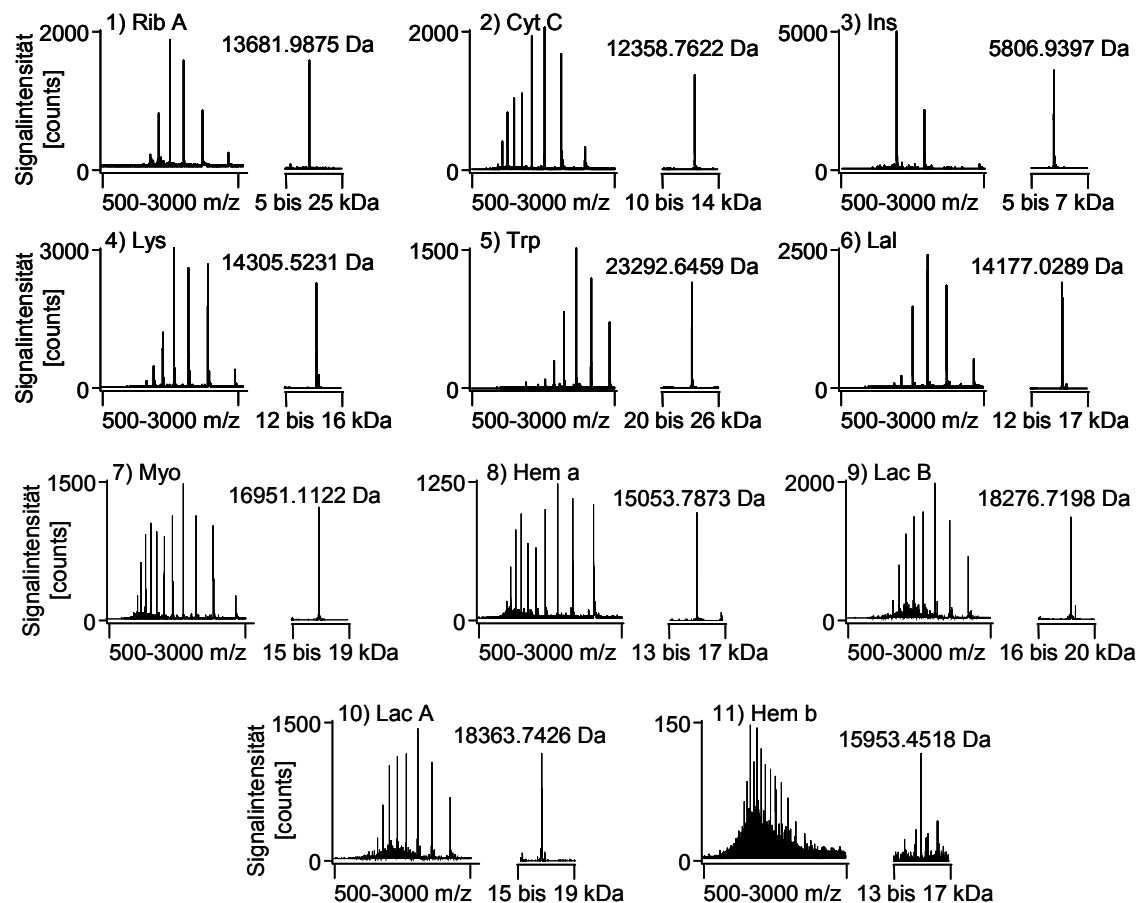 1) Rib A
2000
13681.9875 Da
0
Signalintensität
[counts]
500-3000 m/z
5 bis 25 kDa
2) Cyt C
2000
12358.7622 Da
0
500-3000 m/z
10 bis 14 kDa
3) Ins
5000
5806.9397 Da
0
500-3000 m/z
5 bis 7 kDa
4) Lys
3000
14305.5231 Da
0
Signalintensität
[counts]
500-3000 m/z
12 bis 16 kDa
5) Trp
1500
23292.6459 Da
0
500-3000 m/z
20 bis 26 kDa
6) Lal
2500
14177.0289 Da
0
500-3000 m/z
12 bis 17 kDa
7) Myo
1500
16951.1122 Da
0
Signalintensität
[counts]
500-3000 m/z
15 bis 19 kDa
8) Hem a
1250
15053.7873 Da
0
500-3000 m/z
13 bis 17 kDa
9) Lac B
2000
18276.7198 Da
0
500-3000 m/z
16 bis 20 kDa
10) Lac A
1500
18363.7426 Da
0
Signalintensität
[counts]
500-3000 m/z
15 bis 19 kDa
11) Hem b
150
15953.4518 Da
0
500-3000 m/z
13 bis 17 kDa